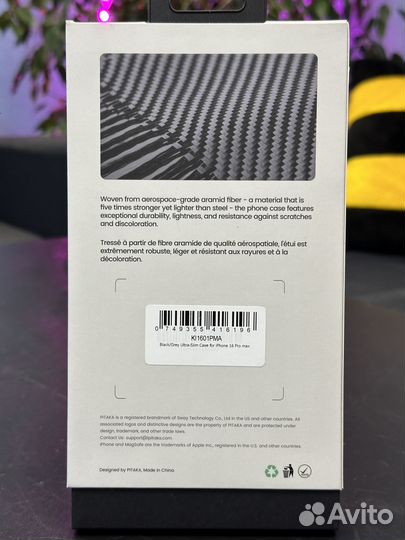 Woven from aerospace-grade aramid fiber - a material that is
five times stronger yet lighter than steel - the phone case features
exceptional durability, lightness, and resistance against scratches
and discoloration.
Tressé à partir de fibre aramide de qualité aérospatiale, l'étui est
extrêmement robuste, léger et résistant aux rayures et à la
décoloration.
0 749355 416196
KI1601PMA
Black/Grey Ultra-Slim Case for iPhone 16 Pro max
PITAKA is a registered brandmark of Sway Technology Co., Ltd in the US and other countries. All
associated logos and distinctive designs are the property of PITAKA and are protected under
design, trademark, and other trade laws.
Contact Us: support@ipitaka.com
iPhone and MagSafe are trademarks of Apple Inc., registered in the U.S. and other countries.
Designed by PITAKA, Made in China
Avito